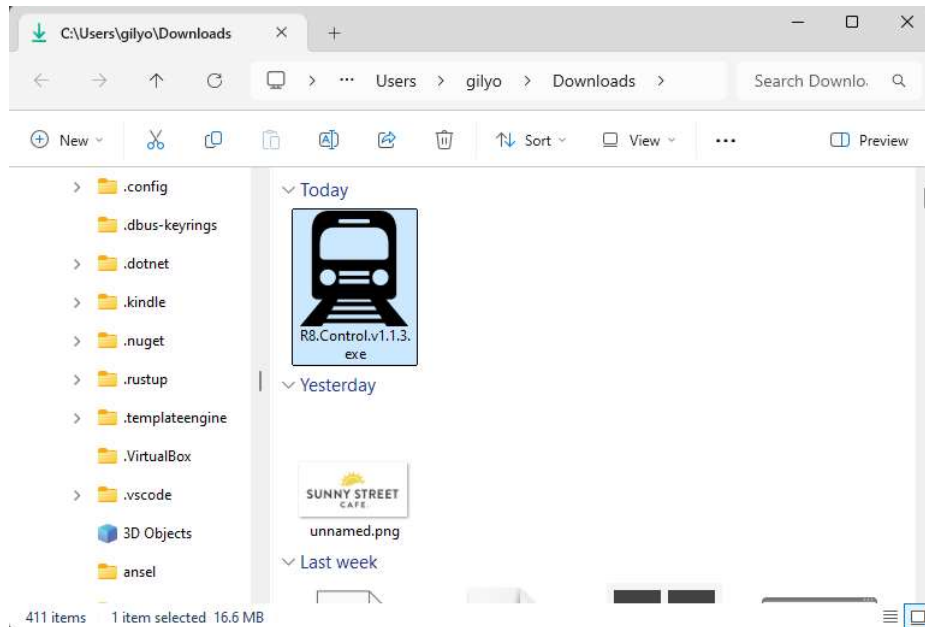 C:\Users\gilyo\Downloads
Users > gilyo > Downloads >
Search Downlo.
New
Sort
View
Preview
.config
.dbus-keyrings
.dotnet
.kindle
.nuget
.rustup
.templateengine
.VirtualBox
.vscode
3D Objects
ansel
Today
R8.Control.v1.1.3.
exe
Yesterday
SUNNY STREET
CAFE
unnamed.png
Last week
411 items
1 item selected 16.6 MB